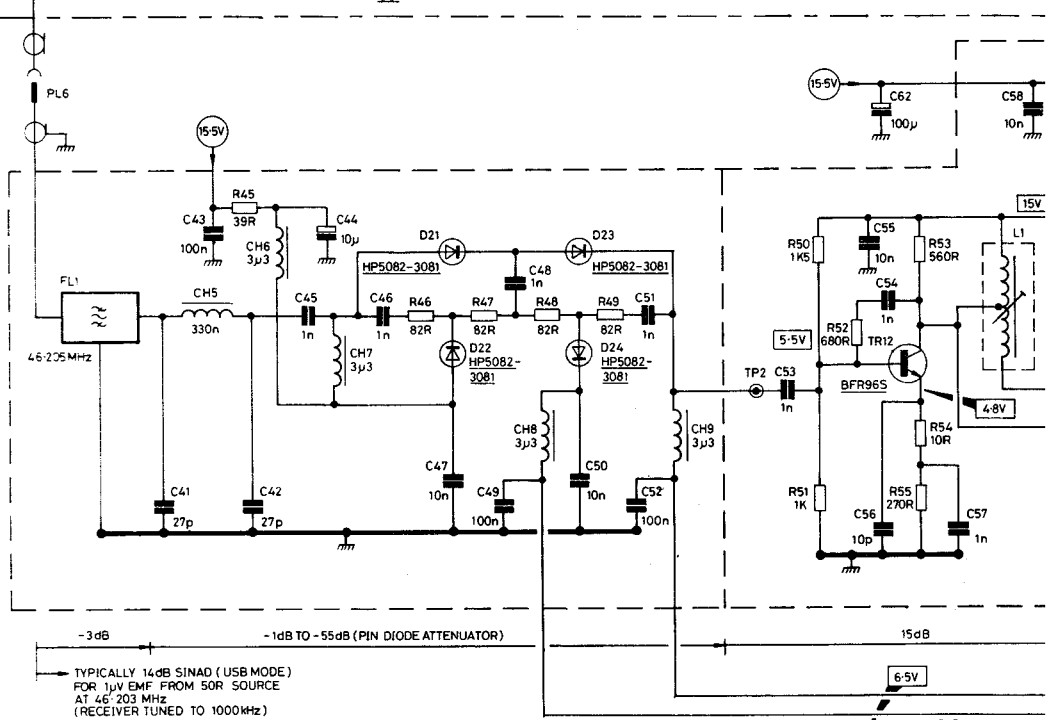 PL6
15·5V
15·5V
C62
100µ
C58
10n
R45
39R
C43
100n
C44
10µ
CH6
3µ3
D21
HP5082-3081
D23
HP5082-3081
C48
1n
15V
L1
R50
1K5
C55
10n
R53
560R
C54
1n
FL1
46·205MHz
CH5
330n
C45
1n
C46
1n
R46
82R
R47
82R
R48
82R
R49
82R
C51
1n
R52
680R
TR12
BFR96S
5·5V
CH7
3µ3
D22
HP5082-
3081
D24
HP5082-
3081
TP2
C53
1n
4·8V
CH8
3µ3
CH9
3µ3
R54
10R
C41
27p
C42
27p
C47
10n
C49
100n
C50
10n
C52
100n
R51
1K
C56
10p
R55
270R
C57
1n
-3dB
-1dB TO -55dB (PIN DIODE ATTENUATOR)
15dB
TYPICALLY 14dB SINAD (USB MODE)
FOR 1µV EMF FROM 50R SOURCE
AT 46·203 MHz
(RECEIVER TUNED TO 1000kHz)
6·5V